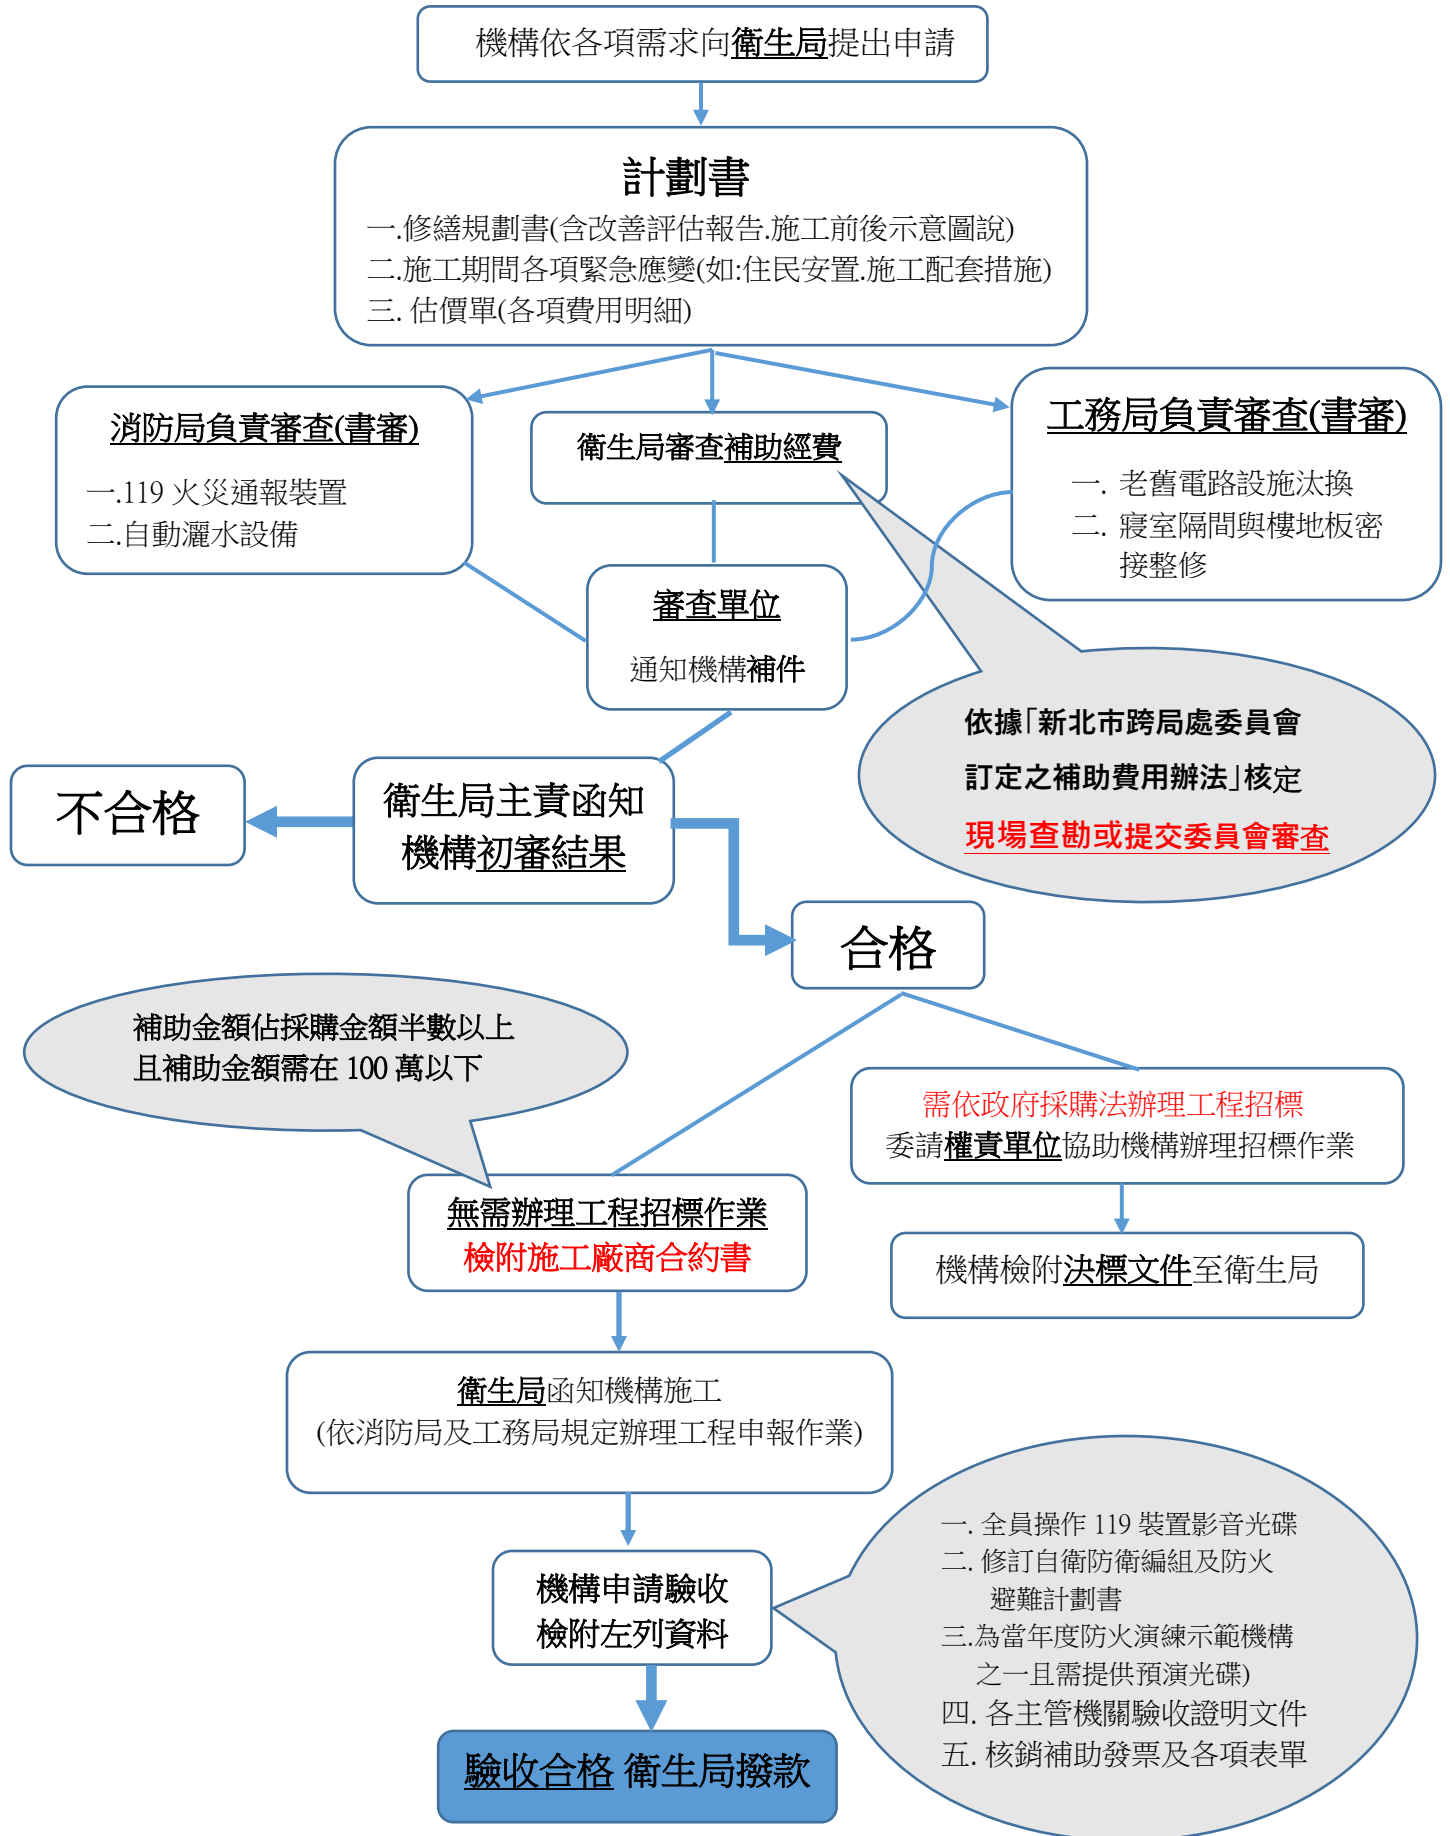 機構依各項需求向衛生局提出申請
計劃書
一.修繕規劃書(含改善評估報告.施工前後示意圖說)
二.施工期間各項緊急應變(如:住民安置.施工配套措施)
三. 估價單(各項費用明細)
消防局負責審查(書審)
一.119 火災通報裝置
二.自動灑水設備
衛生局審查補助經費
工務局負責審查(書審)
一. 老舊電路設施汰換
二. 寢室隔間與樓地板密
接整修
審查單位
通知機構補件
依據「新北市跨局處委員會
訂定之補助費用辦法」核定
現場查勘或提交委員會審查
不合格
衛生局主責函知
機構初審結果
合格
補助金額佔採購金額半數以上
且補助金額需在 100 萬以下
需依政府採購法辦理工程招標
委請權責單位協助機構辦理招標作業
無需辦理工程招標作業
檢附施工廠商合約書
機構檢附決標文件至衛生局
衛生局函知機構施工
(依消防局及工務局規定辦理工程申報作業)
機構申請驗收
檢附左列資料
一. 全員操作 119 裝置影音光碟
二. 修訂自衛防衛編組及防火
避難計劃書
三.為當年度防火演練示範機構
之一且需提供預演光碟)
四. 各主管機關驗收證明文件
五. 核銷補助發票及各項表單
驗收合格 衛生局撥款